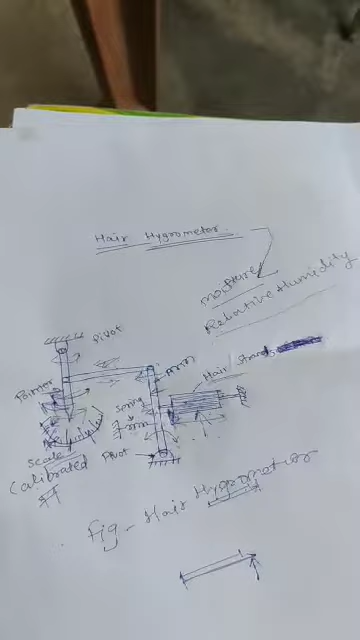 Hair Hygrometer.
moisture
Relative Humidity
Pivot
arm
Hair Strands
Pointer
Spring
Scale
Calibrated
Pivot
Fig - Hair Hygrometer